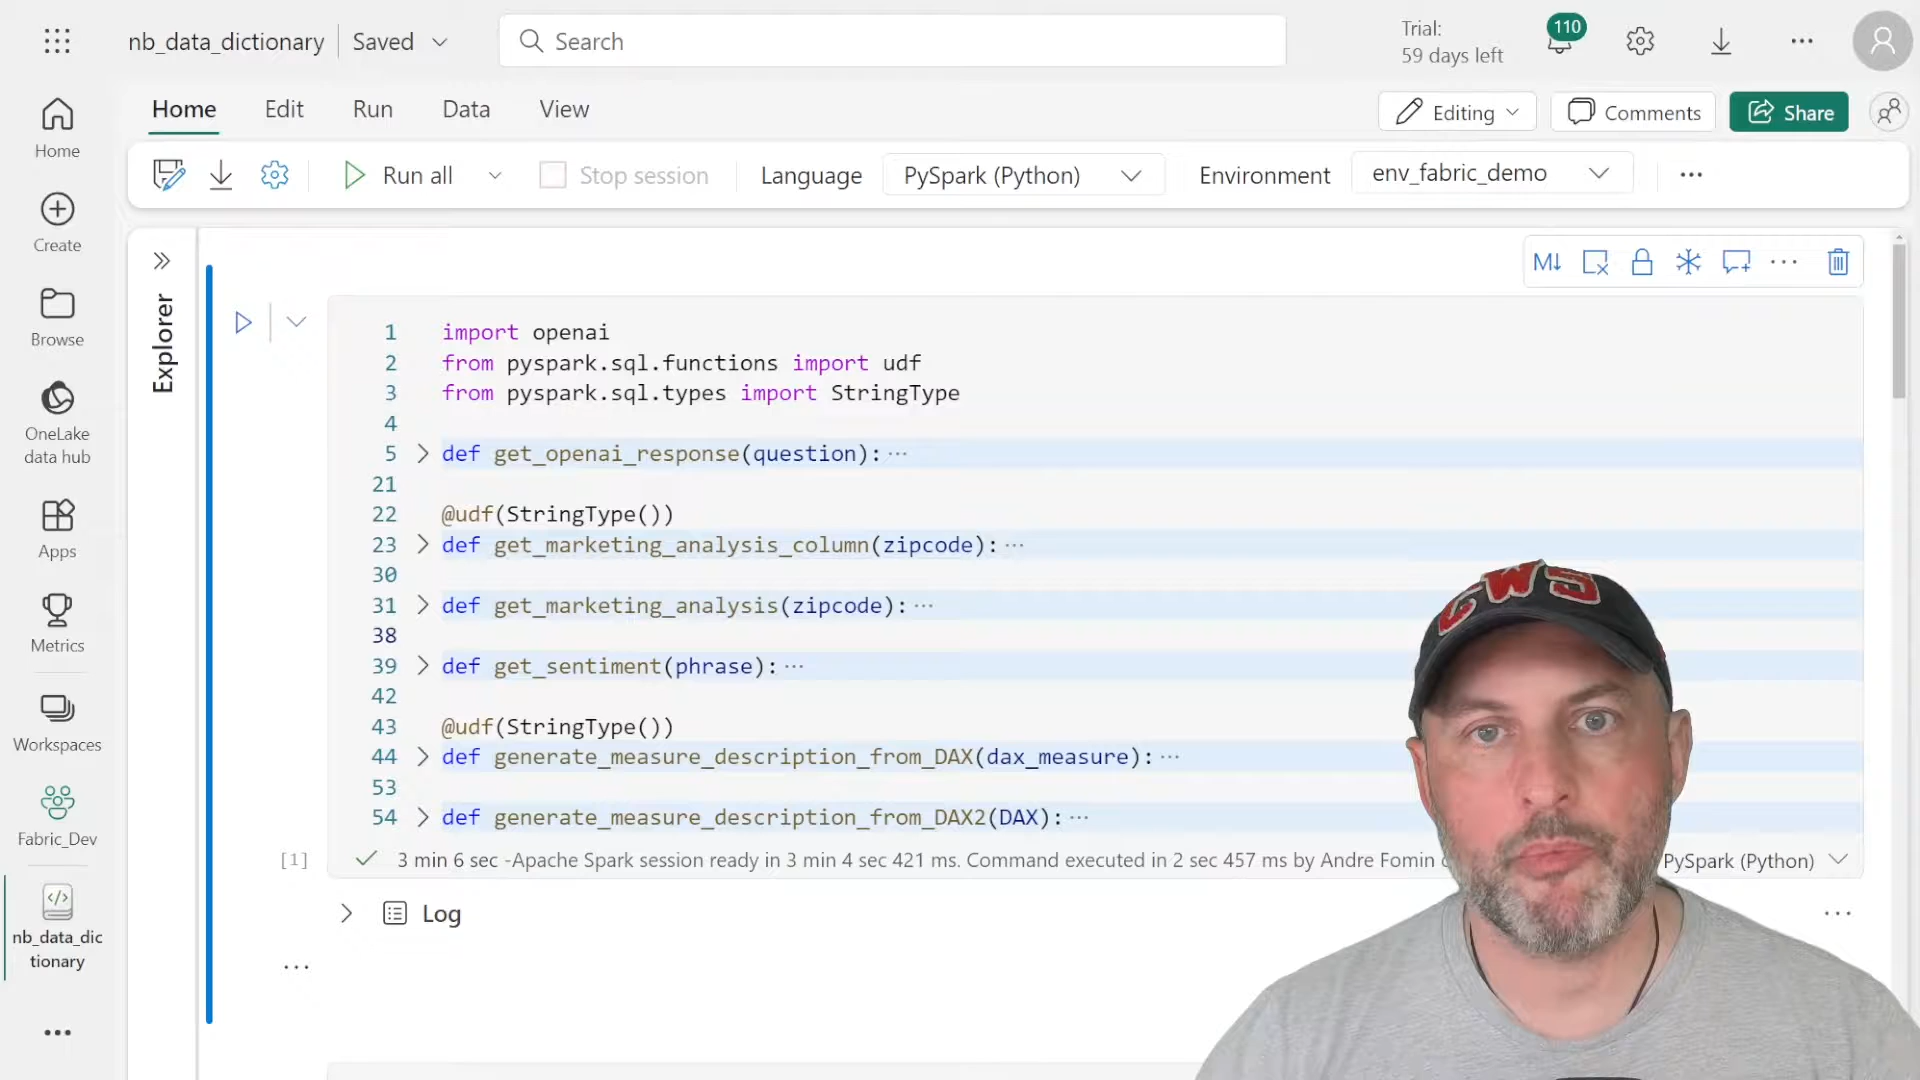 nb_data_dictionary
Saved
Search
Trial:
59 days left
110
Home
Edit
Run
Data
View
Editing
Comments
Share
Run all
Stop session
Language
PySpark (Python)
Environment
env_fabric_demo
Home
Create
Browse
OneLake
data hub
Apps
Metrics
Workspaces
Fabric_Dev
nb_data_dic
tionary
Explorer
M↓
1 import openai
2 from pyspark.sql.functions import udf
3 from pyspark.sql.types import StringType
4
5 def get_openai_response(question):···
21
22 @udf(StringType())
23 def get_marketing_analysis_column(zipcode):···
30
31 def get_marketing_analysis(zipcode):···
38
39 def get_sentiment(phrase):···
42
43 @udf(StringType())
44 def generate_measure_description_from_DAX(dax_measure):···
53
54 def generate_measure_description_from_DAX2(DAX):···
[1]
3 min 6 sec -Apache Spark session ready in 3 min 4 sec 421 ms. Command executed in 2 sec 457 ms by Andre Fomin
PySpark (Python)
Log
CWS